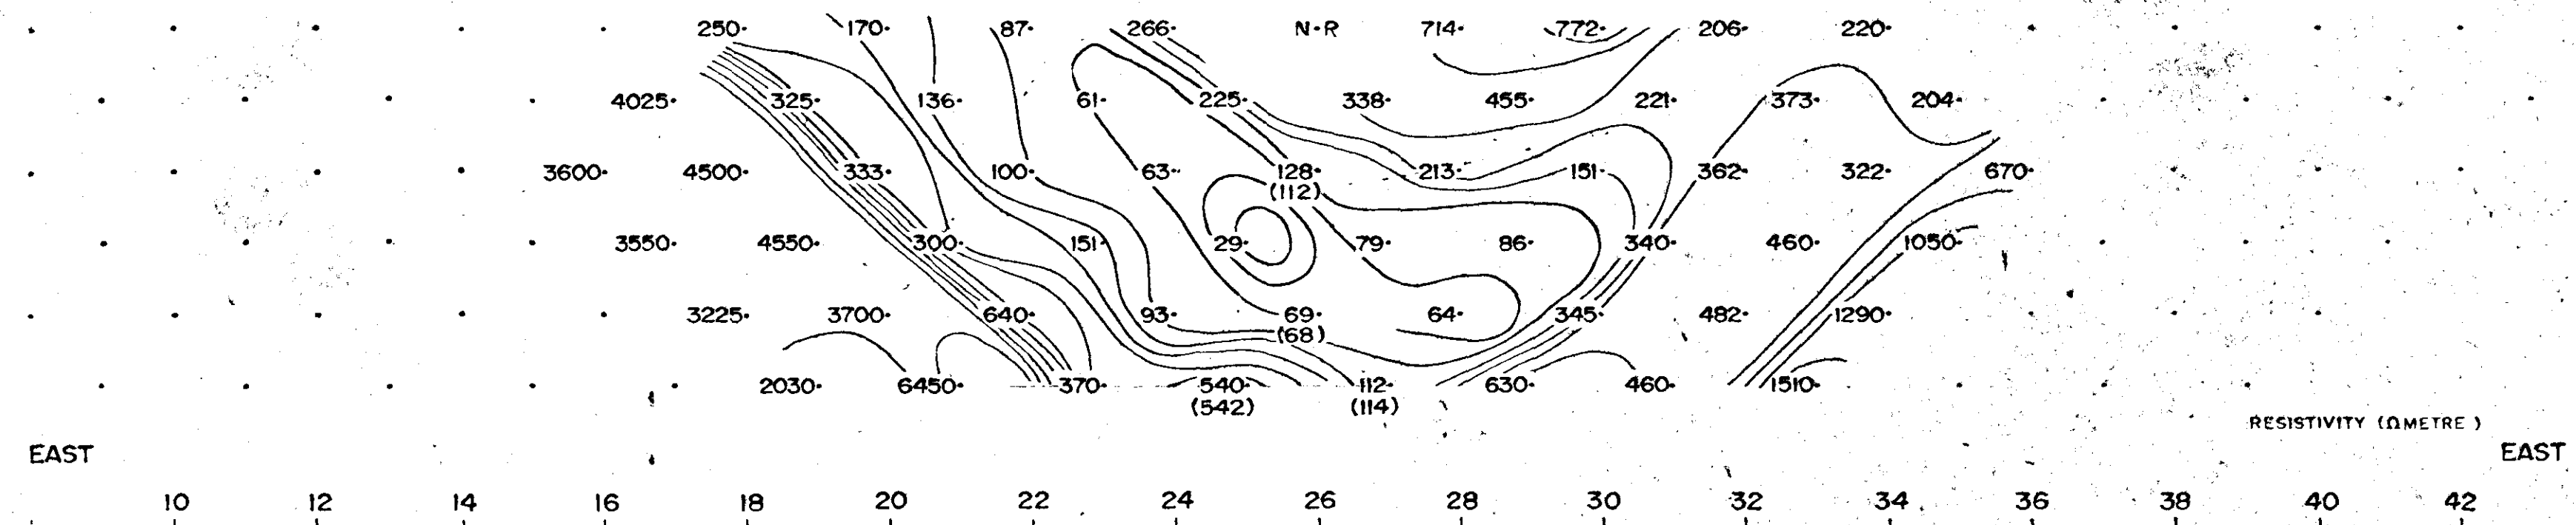 250 170 87 266 N·R 714 772 206 220
4025 325 136 61 225 338 455 221 373 204
3600 4500 333 100 63 128 213 151 362 322 670
(112)
3550 4550 300 151 29 79 86 340 460 1050
3225 3700 640 93 69 64 345 482 1290
(68)
2030 6450 370 540 112 630 460 1510
(542) (114)
RESISTIVITY (ΩMETRE)
EAST EAST
10 12 14 16 18 20 22 24 26 28 30 32 34 36 38 40 42